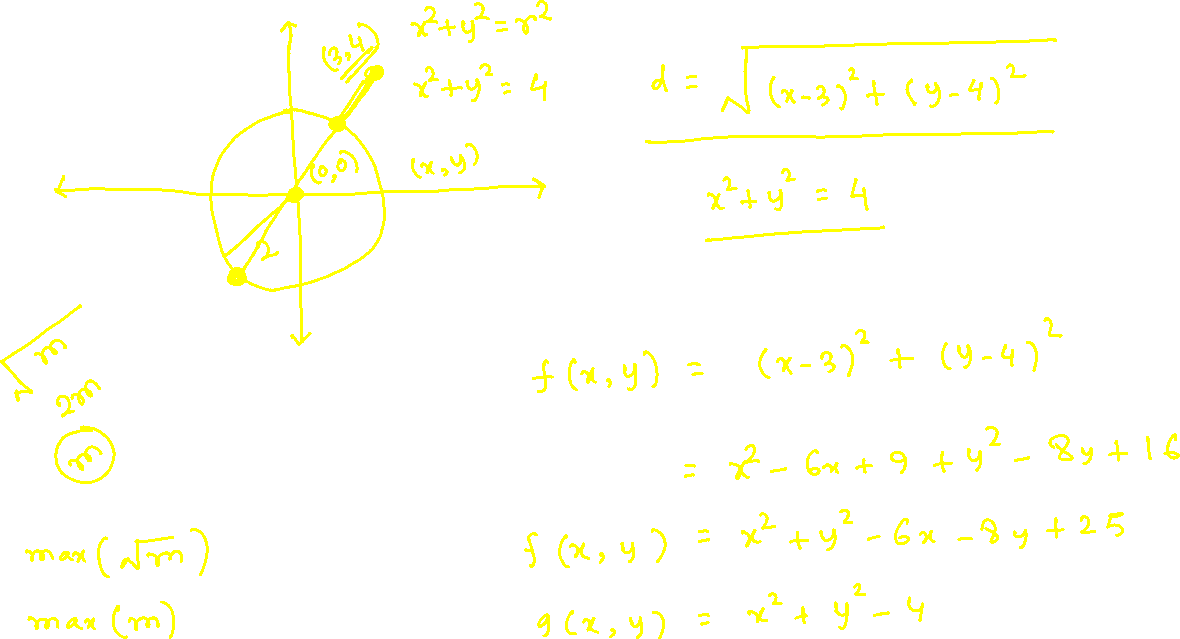 x²+y²=r²
(3,4)
x²+y²=4
d = √((x-3)²+(y-4)²)
(0,0)
(x,y)
x²+y²=4
2
√m
2m
m
f(x,y) = (x-3)² + (y-4)²
= x²-6x+9+y²-8y+16
max(√m)
f(x,y) = x²+y²-6x-8y+25
max(m)
g(x,y) = x²+y²-4